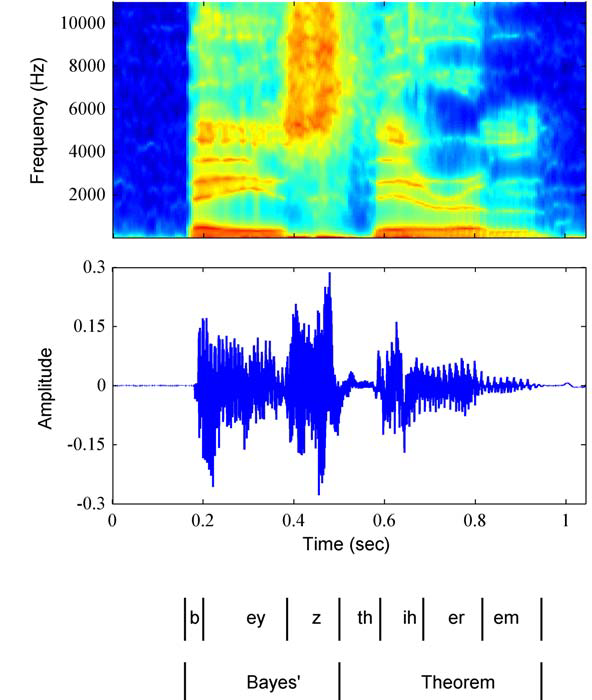 10000
8000
6000
4000
2000
Frequency (Hz)
0.3
0.15
0
-0.15
-0.3
Amplitude
0 0.2 0.4 0.6 0.8 1
Time (sec)
b ey z th ih er em
Bayes' Theorem